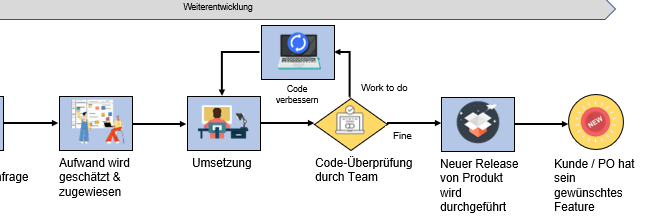 Weiterentwicklung
Code
verbessern
Work to do
Fine
NEW
nfrage
Aufwand wird
geschätzt &
zugewiesen
Umsetzung
Code-Überprüfung
durch Team
Neuer Release
von Produkt
wird
durchgeführt
Kunde / PO hat
sein
gewünschtes
Feature